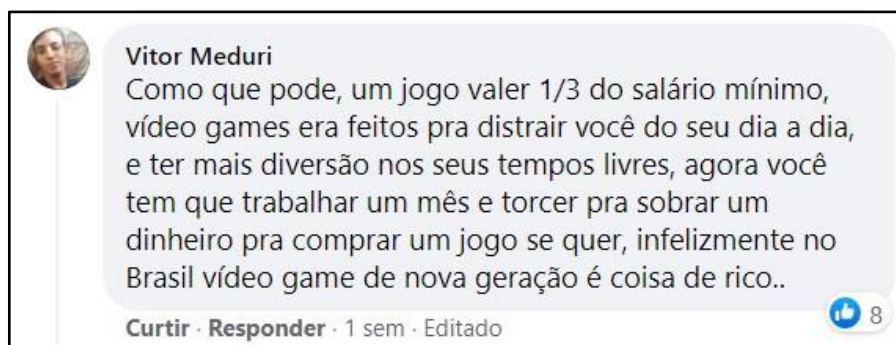 Vitor Meduri
Como que pode, um jogo valer 1/3 do salário mínimo,
vídeo games era feitos pra distrair você do seu dia a dia,
e ter mais diversão nos seus tempos livres, agora você
tem que trabalhar um mês e torcer pra sobrar um
dinheiro pra comprar um jogo se quer, infelizmente no
Brasil vídeo game de nova geração é coisa de rico..
8
Curtir · Responder · 1 sem · Editado